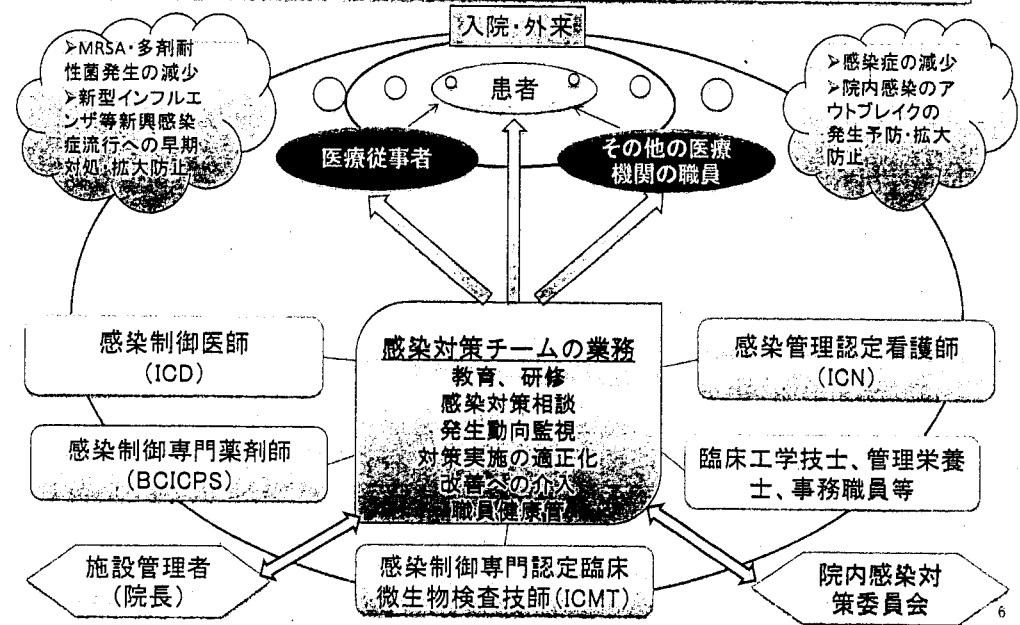 入院・外来
➢MRSA・多剤耐
性菌発生の減少
➢新型インフルエ
ンザ等新興感染
症流行への早期
対処・拡大防止
患者
➢感染症の減少
➢院内感染のア
ウトブレイクの
発生予防・拡大
防止
医療従事者
その他の医療
機関の職員
感染対策チームの業務
教育、研修
感染対策相談
発生動向監視
対策実施の適正化
改善への介入
職員健康管
感染制御医師
(ICD)
感染管理認定看護師
(ICN)
感染制御専門薬剤師
(BCICPS)
臨床工学技士、管理栄養
士、事務職員等
施設管理者
(院長)
感染制御専門認定臨床
微生物検査技師(ICMT)
院内感染対
策委員会
6